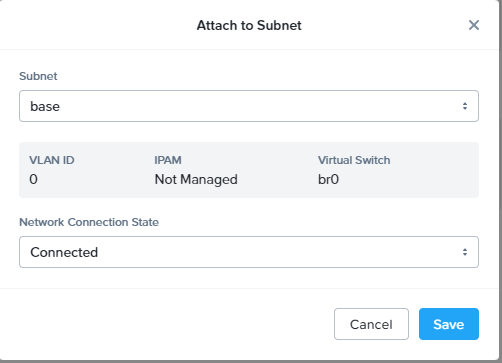 Attach to Subnet
Subnet
base
VLAN ID IPAM Virtual Switch
0 Not Managed br0
Network Connection State
Connected
Cancel Save